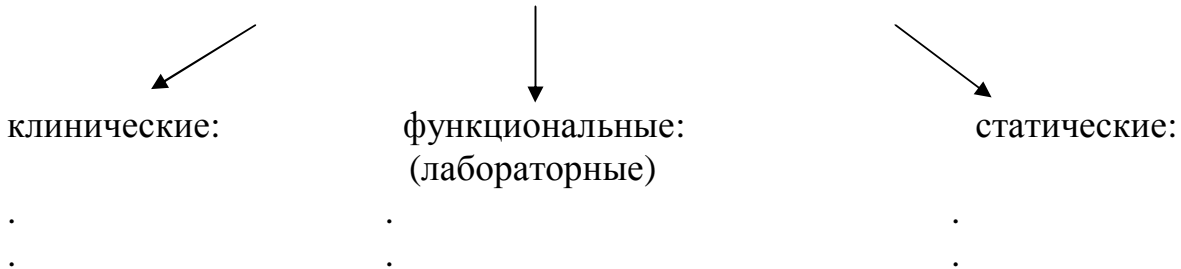 клинические: функциональные: статические:
(лабораторные)
. . .
. . .